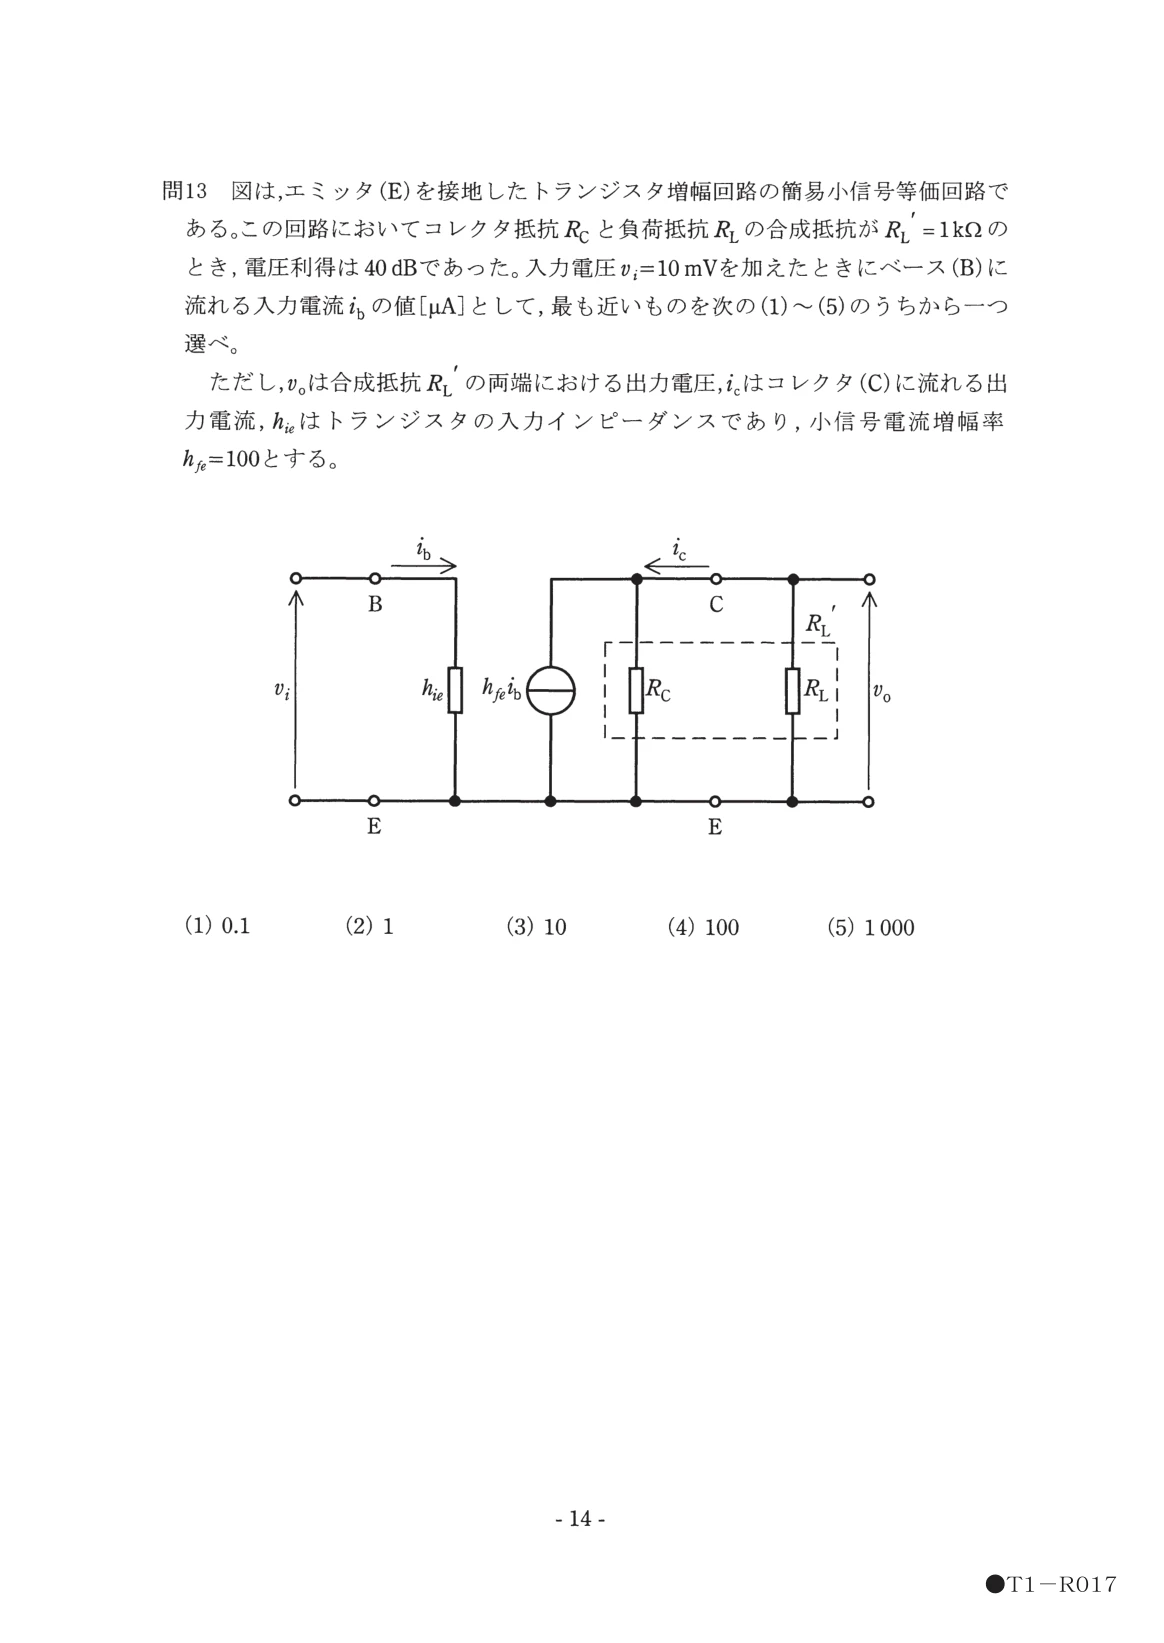 問13 図は,エミッタ(E)を接地したトランジスタ増幅回路の簡易小信号等価回路で
ある。この回路においてコレクタ抵抗 RC と負荷抵抗 RL の合成抵抗が RL′=1kΩの
とき,電圧利得は 40 dBであった。入力電圧 vi=10 mVを加えたときにベース(B)に
流れる入力電流 ib の値[μA]として,最も近いものを次の(1)〜(5)のうちから一つ
選べ。
ただし,voは合成抵抗 RL′ の両端における出力電圧,icはコレクタ(C)に流れる出
力電流, hieはトランジスタの入力インピーダンスであり,小信号電流増幅率
hfe=100とする。
ib
ic
B
C
RL′
vi
hie
hfeib
RC
RL
vo
E
E
(1) 0.1 (2) 1 (3) 10 (4) 100 (5) 1 000
- 14 -
●T1－R017